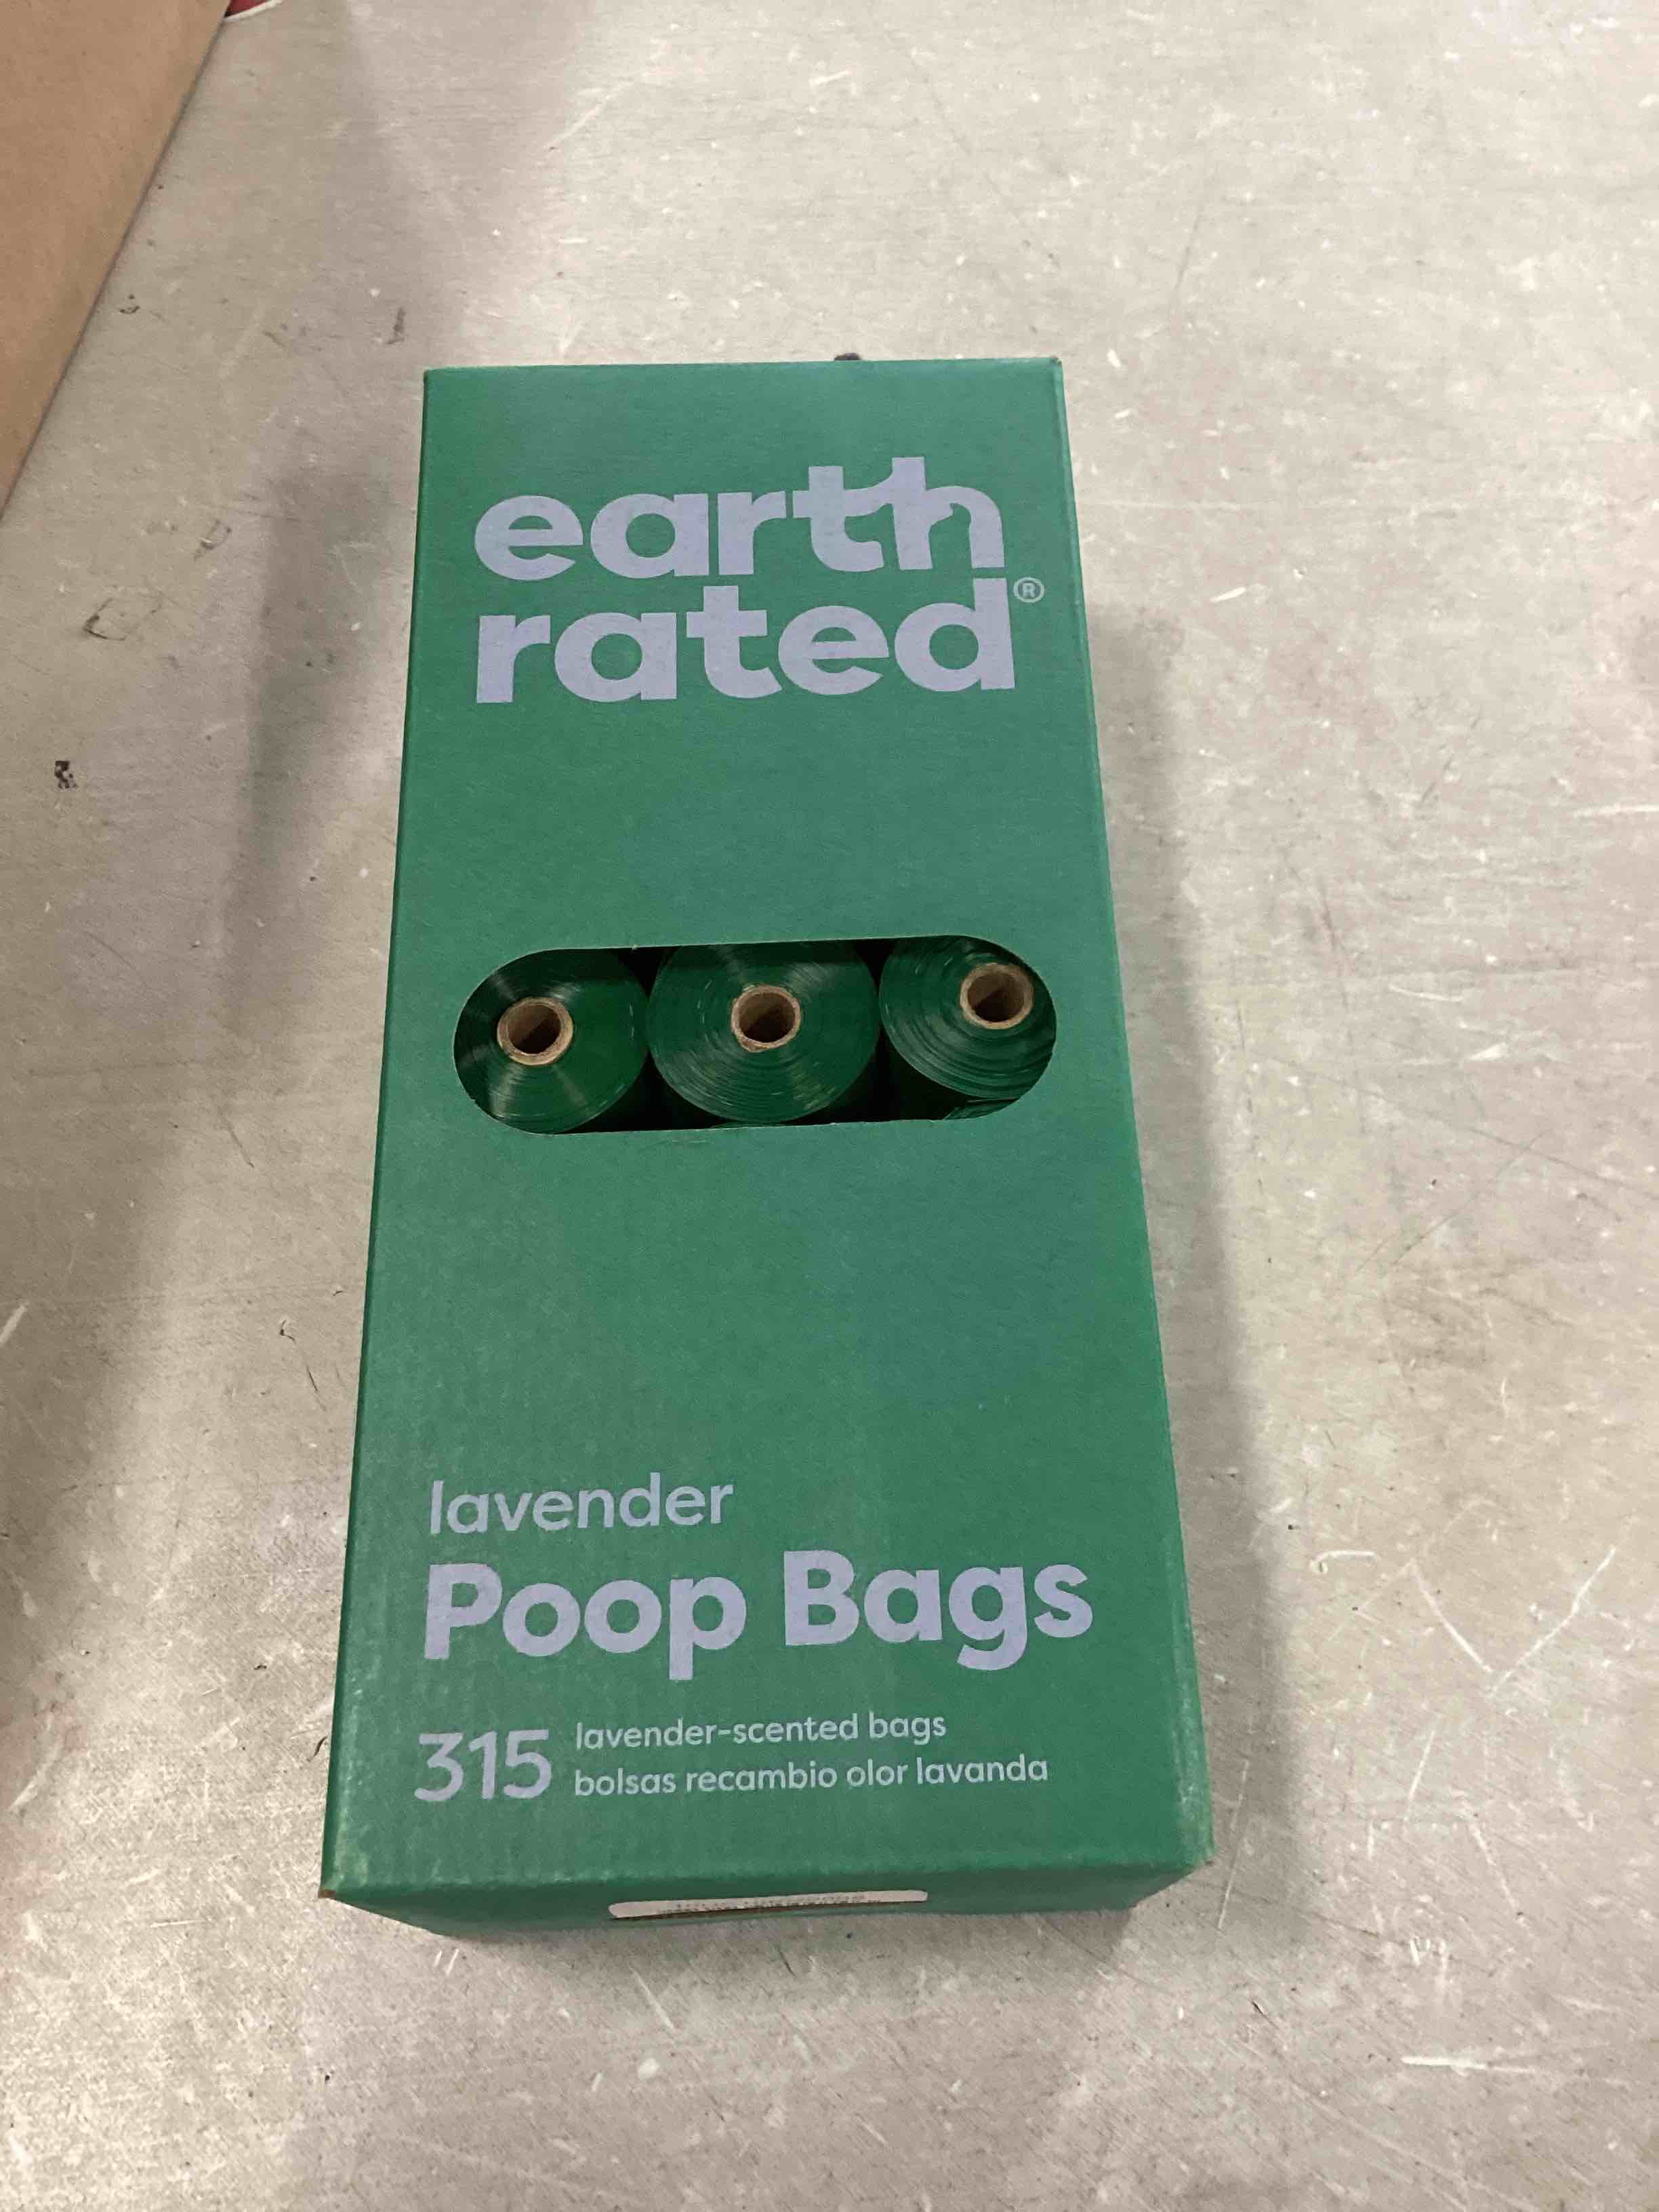 earth
rated®
lavender
Poop Bags
315
lavender-scented bags
bolsas recambio olor lavanda